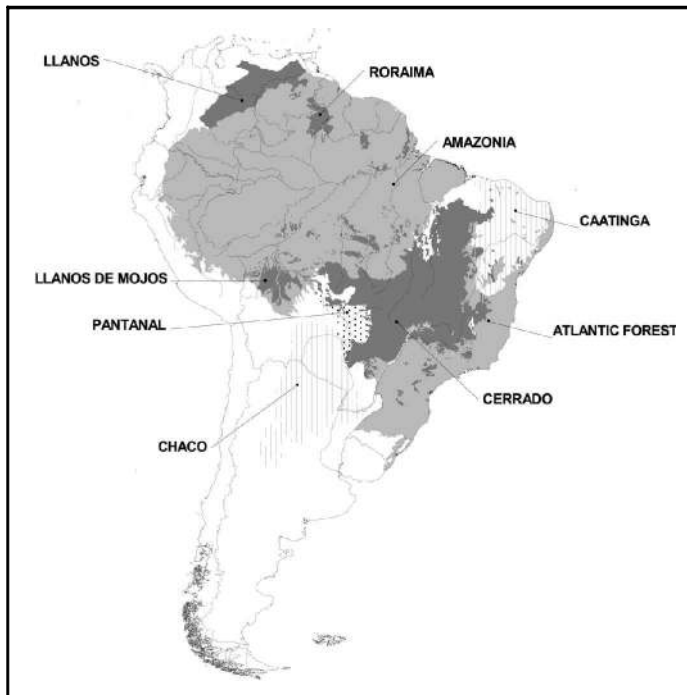 LLANOS
RORAIMA
AMAZONIA
CAATINGA
LLANOS DE MOJOS
PANTANAL
ATLANTIC FOREST
CERRADO
CHACO